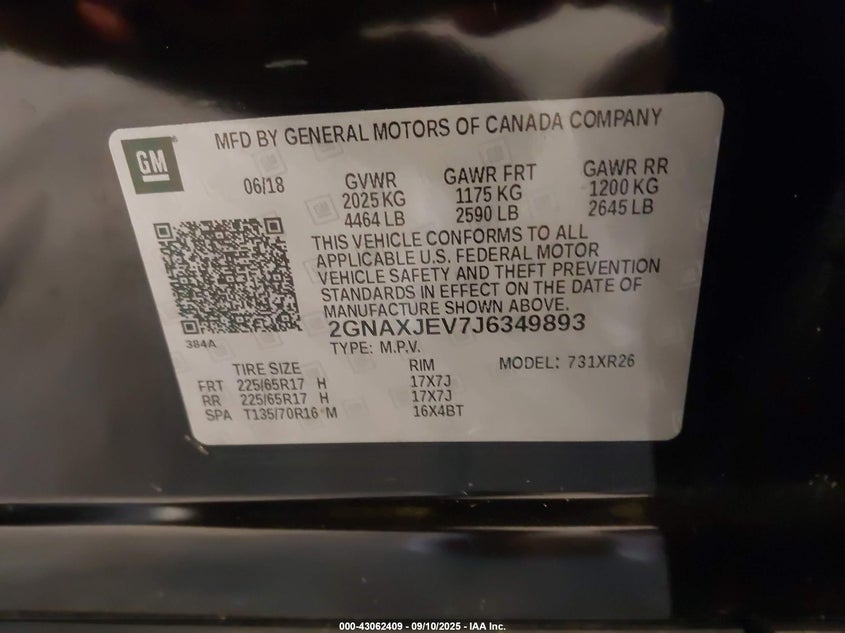 MFD BY GENERAL MOTORS OF CANADA COMPANY
GM
06/18
GVWR
2025 KG
4464 LB
GAWR FRT
1175 KG
2590 LB
GAWR RR
1200 KG
2645 LB
THIS VEHICLE CONFORMS TO ALL
APPLICABLE U.S. FEDERAL MOTOR
VEHICLE SAFETY AND THEFT PREVENTION
STANDARDS IN EFFECT ON THE DATE OF
MANUFACTURE SHOWN ABOVE.
2GNAXJEV7J6349893
384A
TYPE: M.P.V.
MODEL: 731XR26
TIRE SIZE RIM
FRT 225/65R17 H 17X7J
RR 225/65R17 H 17X7J
SPA T135/70R16 M 16X4BT
000-43062409 - 09/10/2025 - IAA Inc.